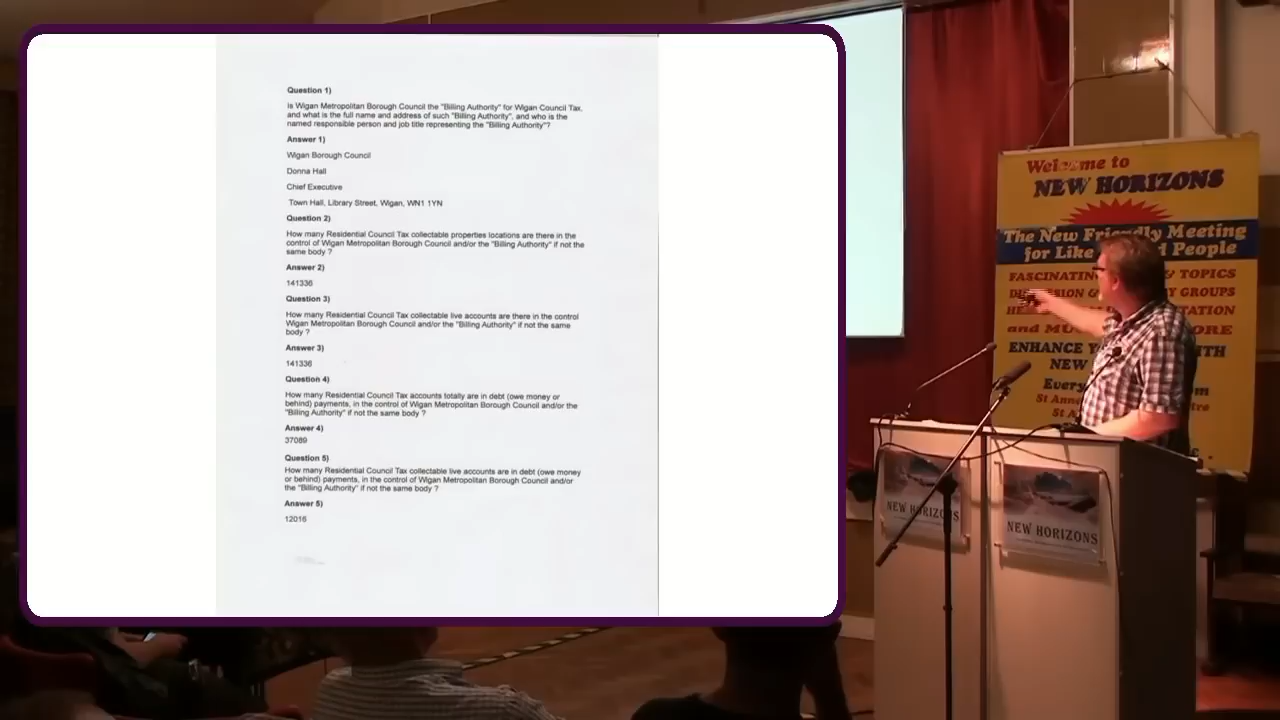 Question 1)
Is Wigan Metropolitan Borough Council the "Billing Authority" for Wigan Council Tax,
and what is the full name and address of such "Billing Authority", and who is the
named responsible person and job title representing the "Billing Authority"?
Answer 1)
Wigan Borough Council
Donna Hall
Chief Executive
Town Hall, Library Street, Wigan, WN1 1YN
Question 2)
How many Residential Council Tax collectable properties locations are there in the
control of Wigan Metropolitan Borough Council and/or the "Billing Authority" if not the
same body ?
Answer 2)
141336
Question 3)
How many Residential Council Tax collectable live accounts are there in the control
Wigan Metropolitan Borough Council and/or the "Billing Authority" if not the same
body ?
Answer 3)
141336
Question 4)
How many Residential Council Tax accounts totally are in debt (owe money or
behind) payments, in the control of Wigan Metropolitan Borough Council and/or the
"Billing Authority" if not the same body ?
Answer 4)
37089
Question 5)
How many Residential Council Tax collectable live accounts are in debt (owe money
or behind) payments, in the control of Wigan Metropolitan Borough Council and/or
the "Billing Authority" if not the same body ?
Answer 5)
12016
Welcome to
NEW HORIZONS
The New Friendly Meeting
for Like People
FASCINATIN & TOPICS
GROUPS
and ORE
ENHANCE
NEW
Every
St Anne
NEW HORIZONS
NEW HORIZONS